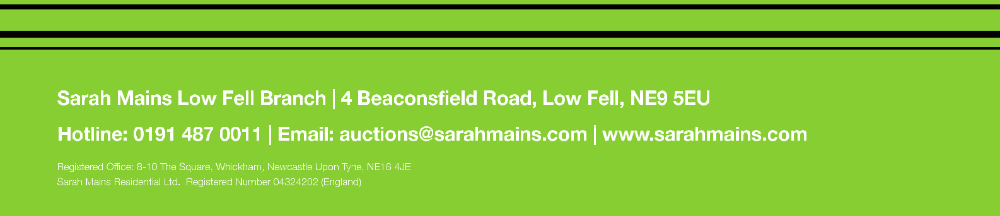 Sarah Mains Low Fell Branch | 4 Beaconsfield Road, Low Fell, NE9 5EU
Hotline: 0191 487 0011 | Email: auctions@sarahmains.com | www.sarahmains.com
Registered Office: 8-10 The Square, Whickham, Newcastle Upon Tyne, NE16 4JE
Sarah Mains Residential Ltd.  Registered Number 04324202 (England)